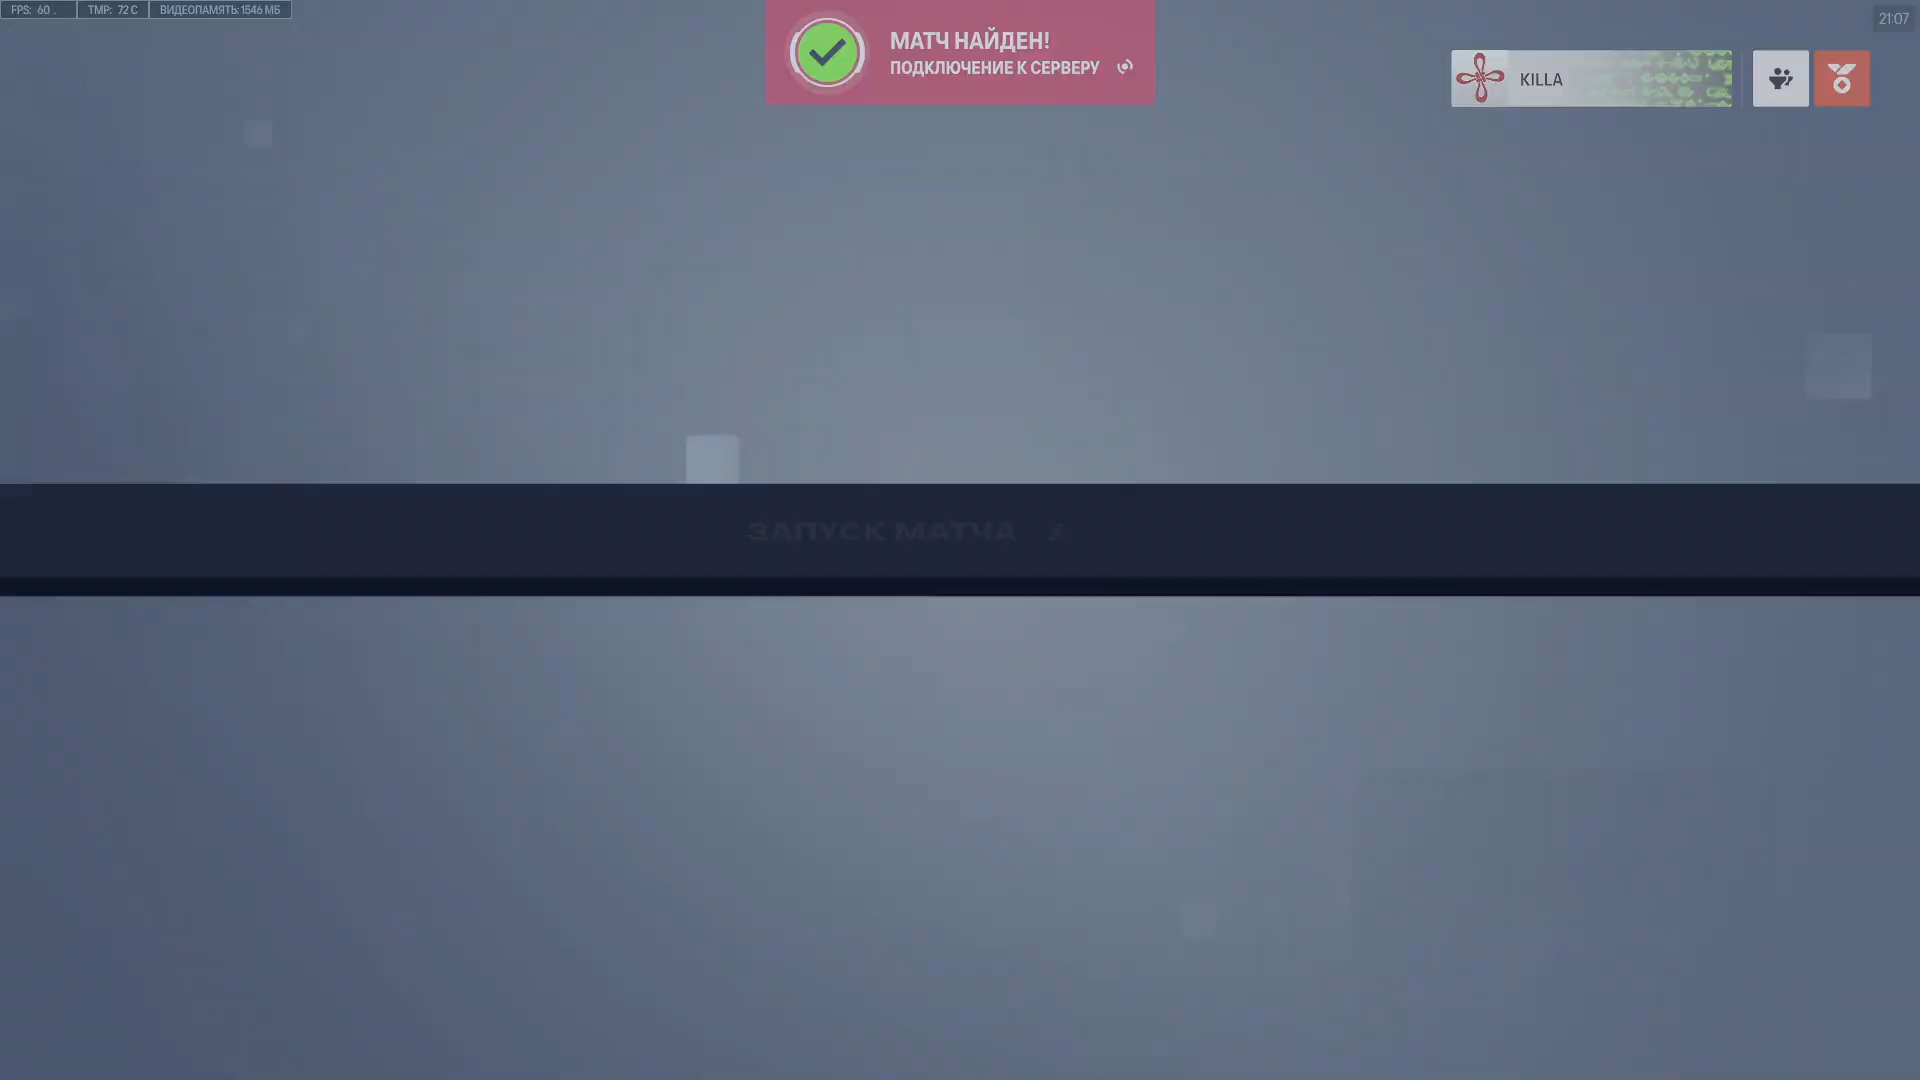 FPS: 60 . TMP: 72 C ВИДЕОПАМЯТЬ: 1546 МБ
21:07
МАТЧ НАЙДЕН!
ПОДКЛЮЧЕНИЕ К СЕРВЕРУ
KILLA
ЗАПУСК МАТЧА